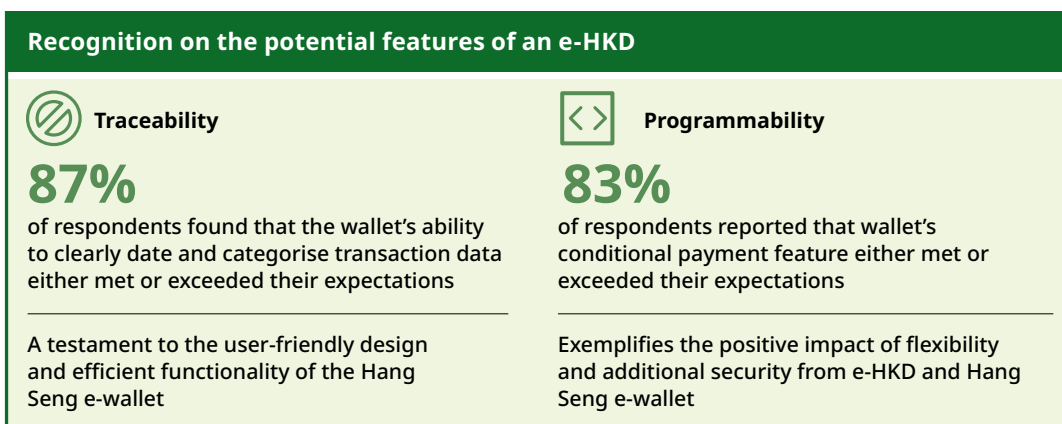 Recognition on the potential features of an e-HKD
Traceability
87%
of respondents found that the wallet's ability
to clearly date and categorise transaction data
either met or exceeded their expectations
A testament to the user-friendly design
and efficient functionality of the Hang
Seng e-wallet
Programmability
83%
of respondents reported that wallet's
conditional payment feature either met or
exceeded their expectations
Exemplifies the positive impact of flexibility
and additional security from e-HKD and Hang
Seng e-wallet